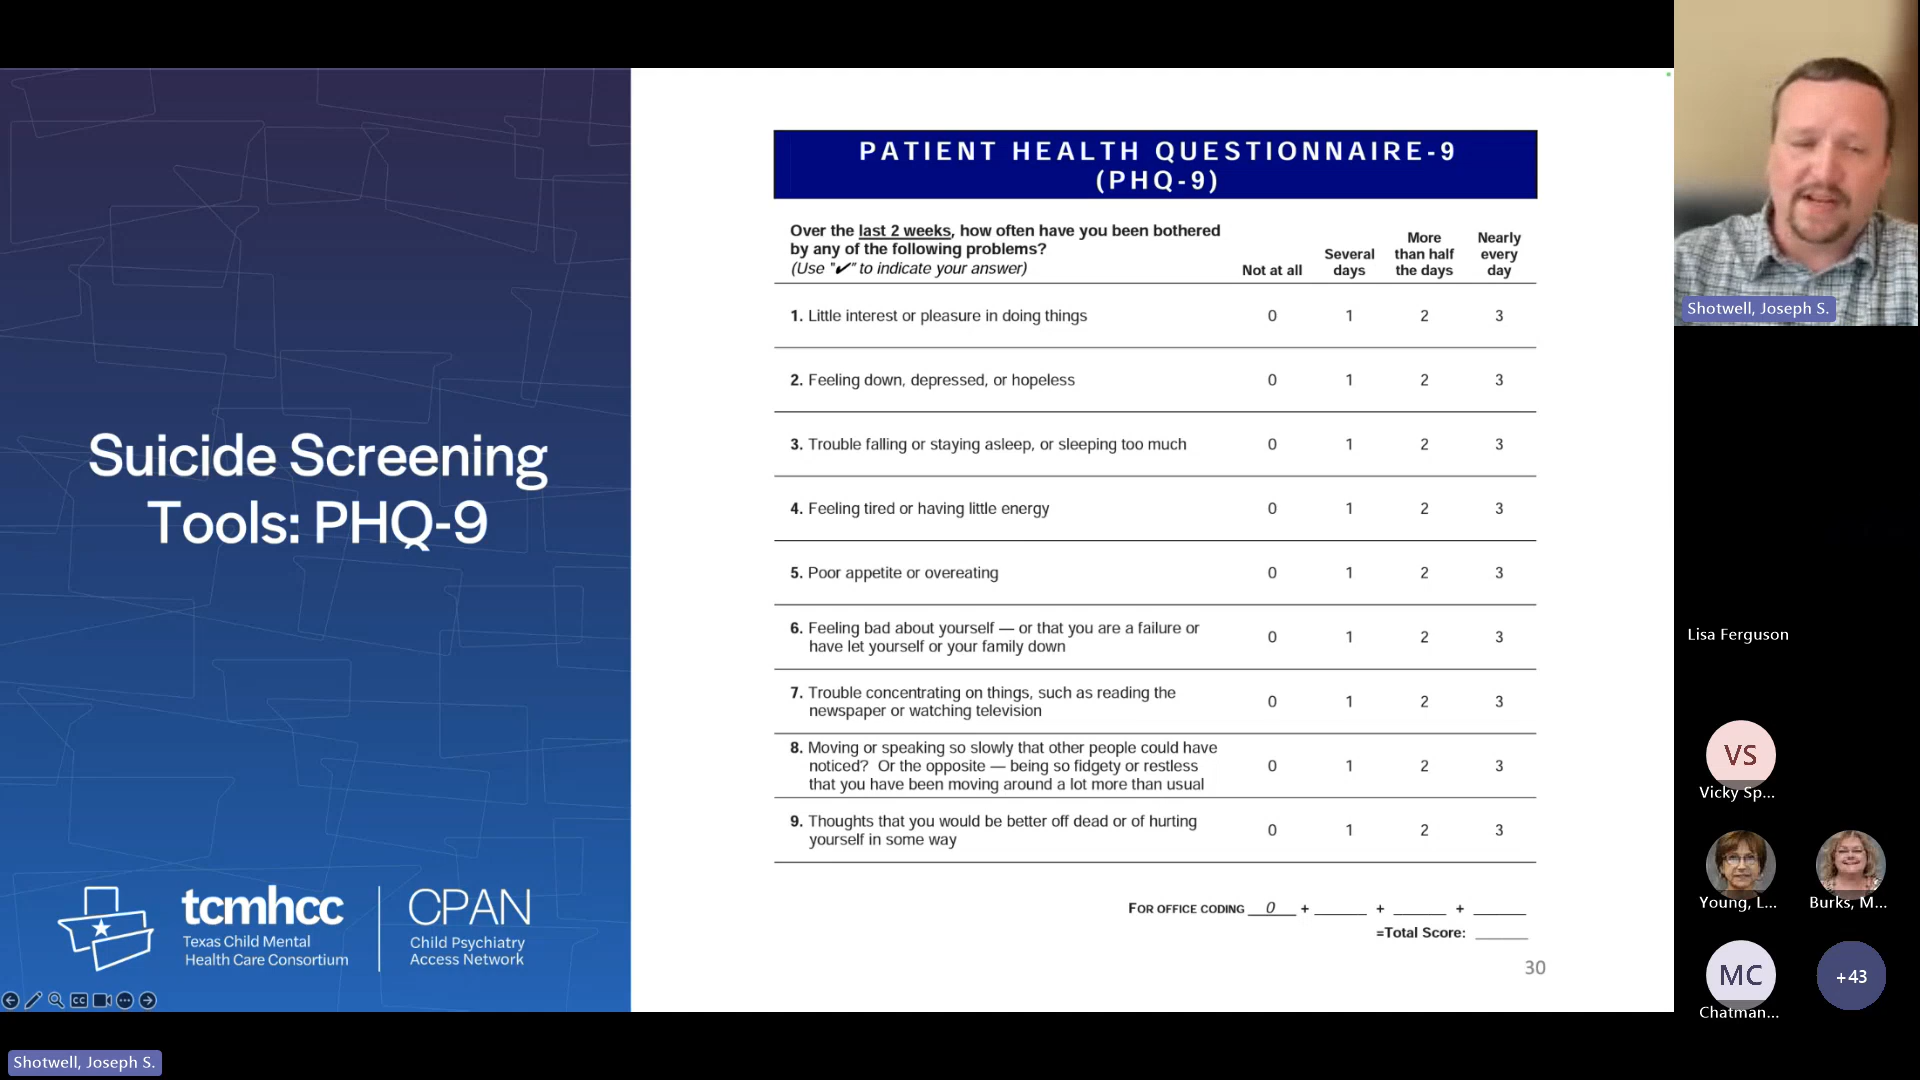 Suicide Screening
Tools: PHQ-9
tcmhcc
Texas Child Mental
Health Care Consortium
CPAN
Child Psychiatry
Access Network
PATIENT HEALTH QUESTIONNAIRE-9
(PHQ-9)
Over the last 2 weeks, how often have you been bothered
by any of the following problems?
(Use "✔" to indicate your answer)
Not at all
Several
days
More
than half
the days
Nearly
every
day
1. Little interest or pleasure in doing things 0 1 2 3
2. Feeling down, depressed, or hopeless 0 1 2 3
3. Trouble falling or staying asleep, or sleeping too much 0 1 2 3
4. Feeling tired or having little energy 0 1 2 3
5. Poor appetite or overeating 0 1 2 3
6. Feeling bad about yourself — or that you are a failure or
have let yourself or your family down 0 1 2 3
7. Trouble concentrating on things, such as reading the
newspaper or watching television 0 1 2 3
8. Moving or speaking so slowly that other people could have
noticed? Or the opposite — being so fidgety or restless
that you have been moving around a lot more than usual 0 1 2 3
9. Thoughts that you would be better off dead or of hurting
yourself in some way 0 1 2 3
FOR OFFICE CODING 0 + ______ + ______ + ______
=Total Score: ______
30
Shotwell, Joseph S.
Lisa Ferguson
VS
Vicky Sp...
Young, L...
Burks, M...
MC
Chatman...
+43
CC
Shotwell, Joseph S.